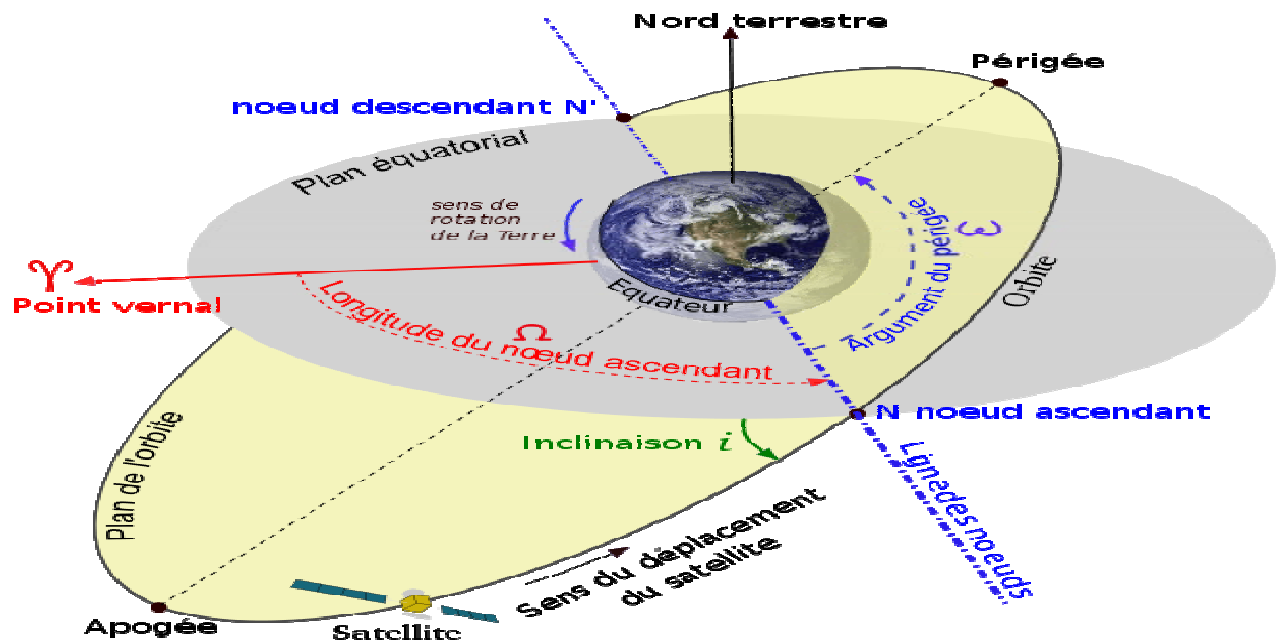 Nord terrestre
Périgée
noeud descendant N'
Plan équatorial
sens de
rotation
de la Terre
ω
Argument du périgée
Orbite
♈
Point vernal
Equateur
Ω
Longitude du nœud ascendant
N noeud ascendant
Inclinaison i
Ligne des noeuds
Plan de l'orbite
Sens du déplacement
du satellite
Apogée
Satellite